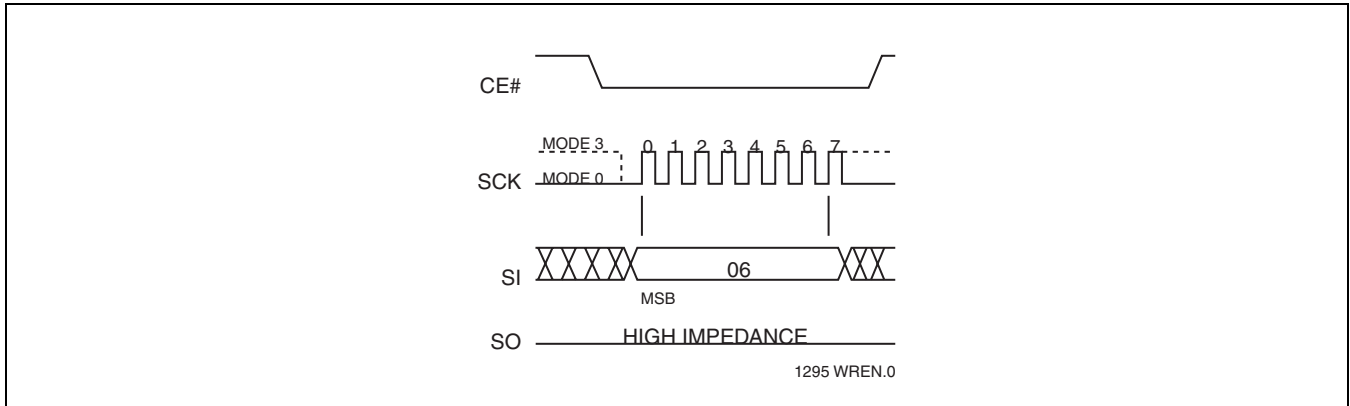 CE#
MODE 3 0 1 2 3 4 5 6 7
SCK MODE 0
SI 06
MSB
SO HIGH IMPEDANCE
1295 WREN.0